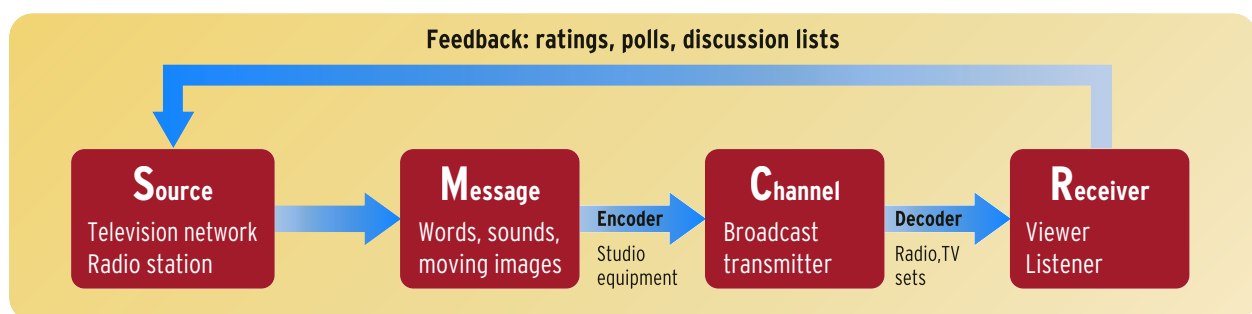 Feedback: ratings, polls, discussion lists
Source
Television network
Radio station
Message
Words, sounds,
moving images
Encoder
Studio
equipment
Channel
Broadcast
transmitter
Decoder
Radio,TV
sets
Receiver
Viewer
Listener